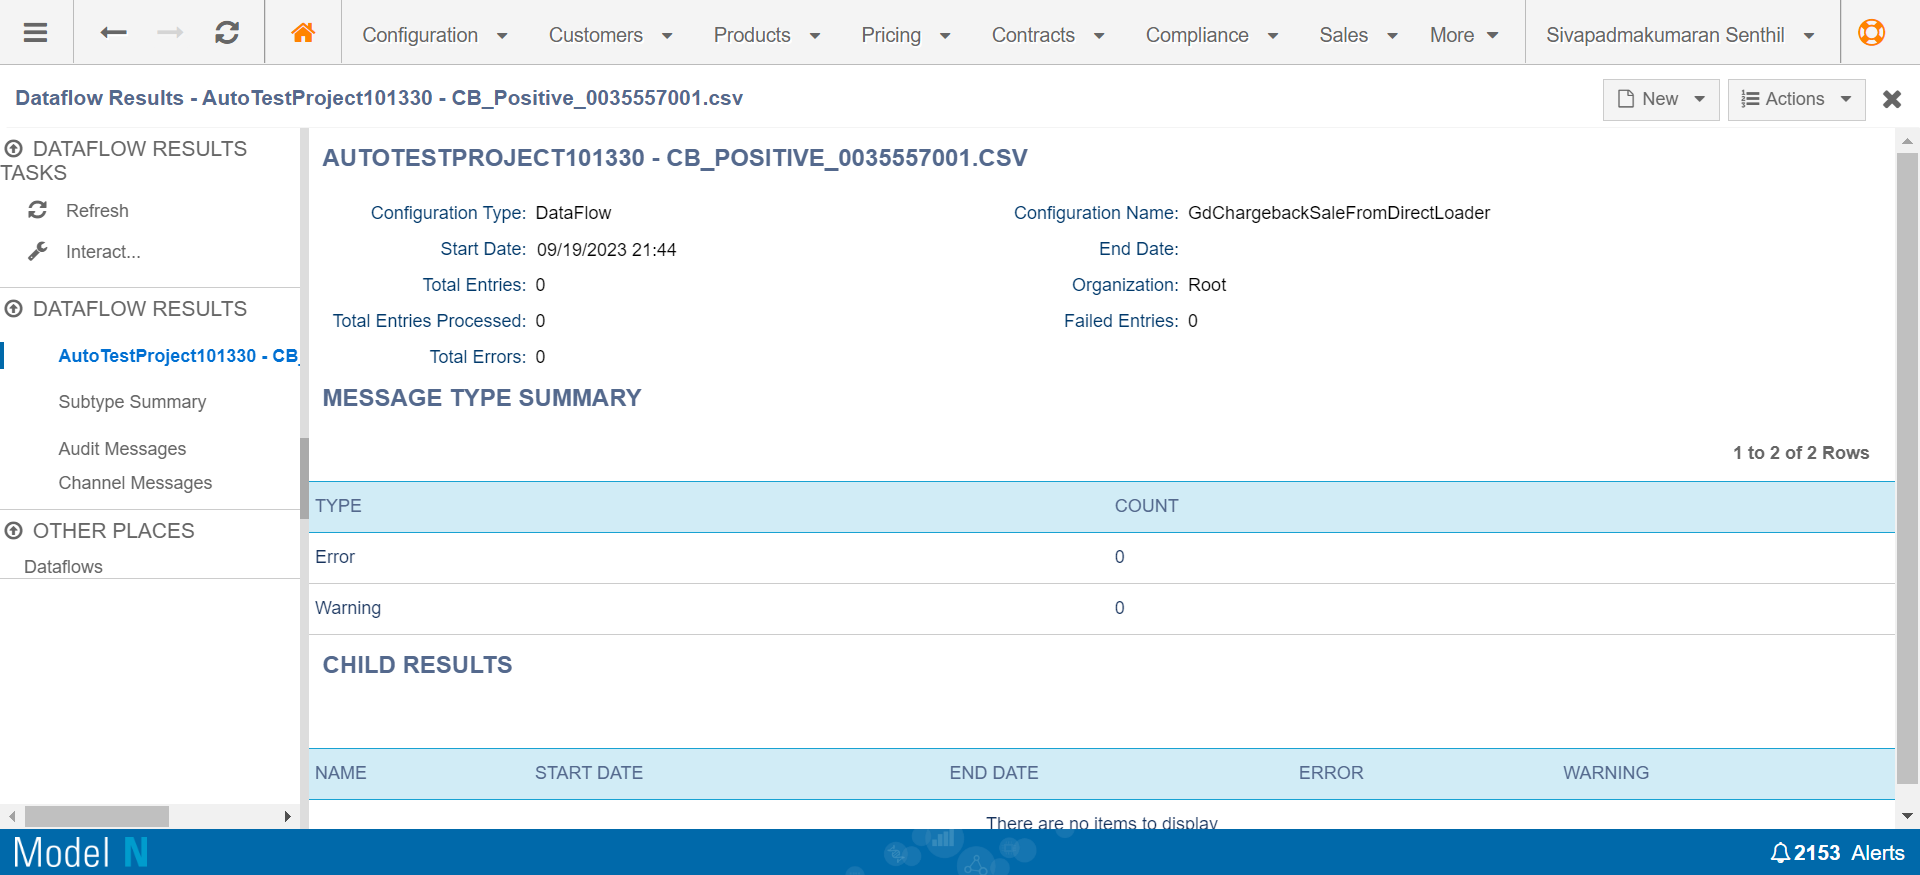 Configuration Customers Products Pricing Contracts Compliance Sales More Sivapadmakumaran Senthil
Dataflow Results - AutoTestProject101330 - CB_Positive_0035557001.csv
New Actions
DATAFLOW RESULTS
TASKS
Refresh
Interact...
DATAFLOW RESULTS
AutoTestProject101330 - CB_
Subtype Summary
Audit Messages
Channel Messages
OTHER PLACES
Dataflows
AUTOTESTPROJECT101330 - CB_POSITIVE_0035557001.CSV
Configuration Type: DataFlow
Configuration Name: GdChargebackSaleFromDirectLoader
Start Date: 09/19/2023 21:44
End Date:
Total Entries: 0
Organization: Root
Total Entries Processed: 0
Failed Entries: 0
Total Errors: 0
MESSAGE TYPE SUMMARY
1 to 2 of 2 Rows
TYPE COUNT
Error 0
Warning 0
CHILD RESULTS
NAME START DATE END DATE ERROR WARNING
There are no items to display
Model N
2153 Alerts